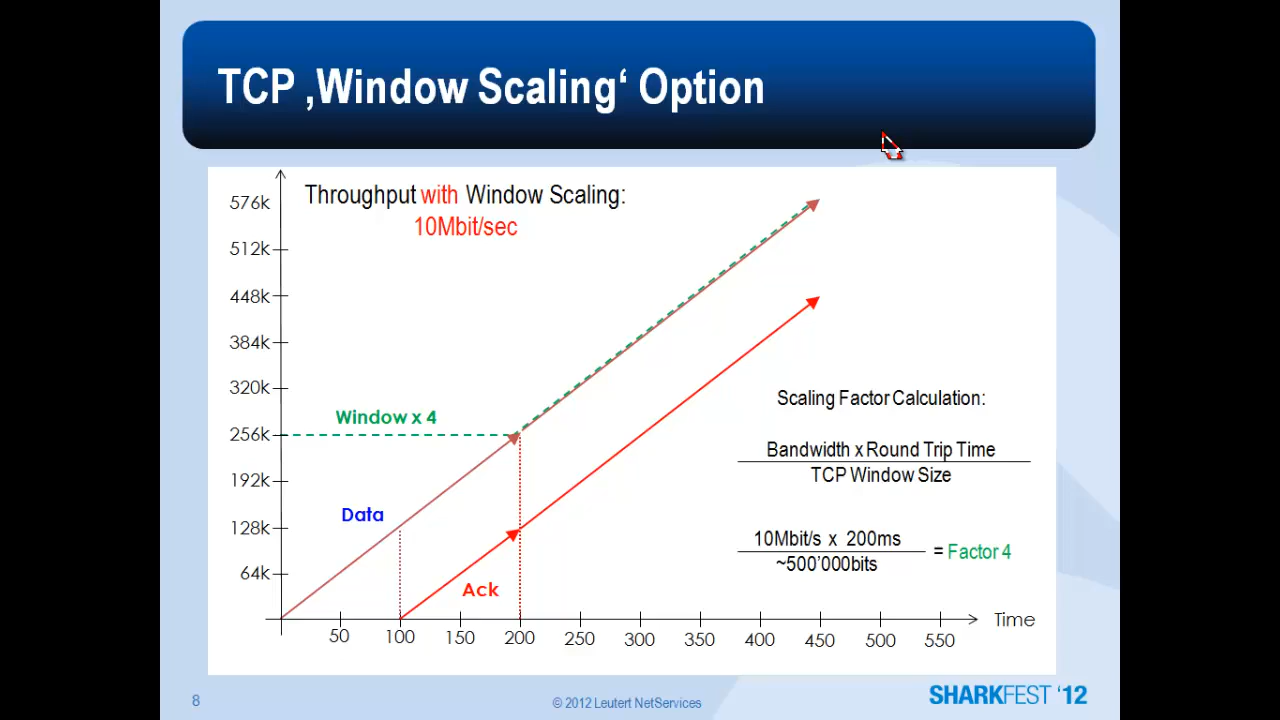 TCP ‚Window Scaling‘ Option
Throughput with Window Scaling:
10Mbit/sec
576k
512k
448k
384k
320k
256k
192k
128k
64k
Window x 4
Data
Ack
Scaling Factor Calculation:
Bandwidth x Round Trip Time
TCP Window Size
10Mbit/s x 200ms
~500’000bits
= Factor 4
50 100 150 200 250 300 350 400 450 500 550
Time
8
© 2012 Leutert NetServices
SHARKFEST ‘12